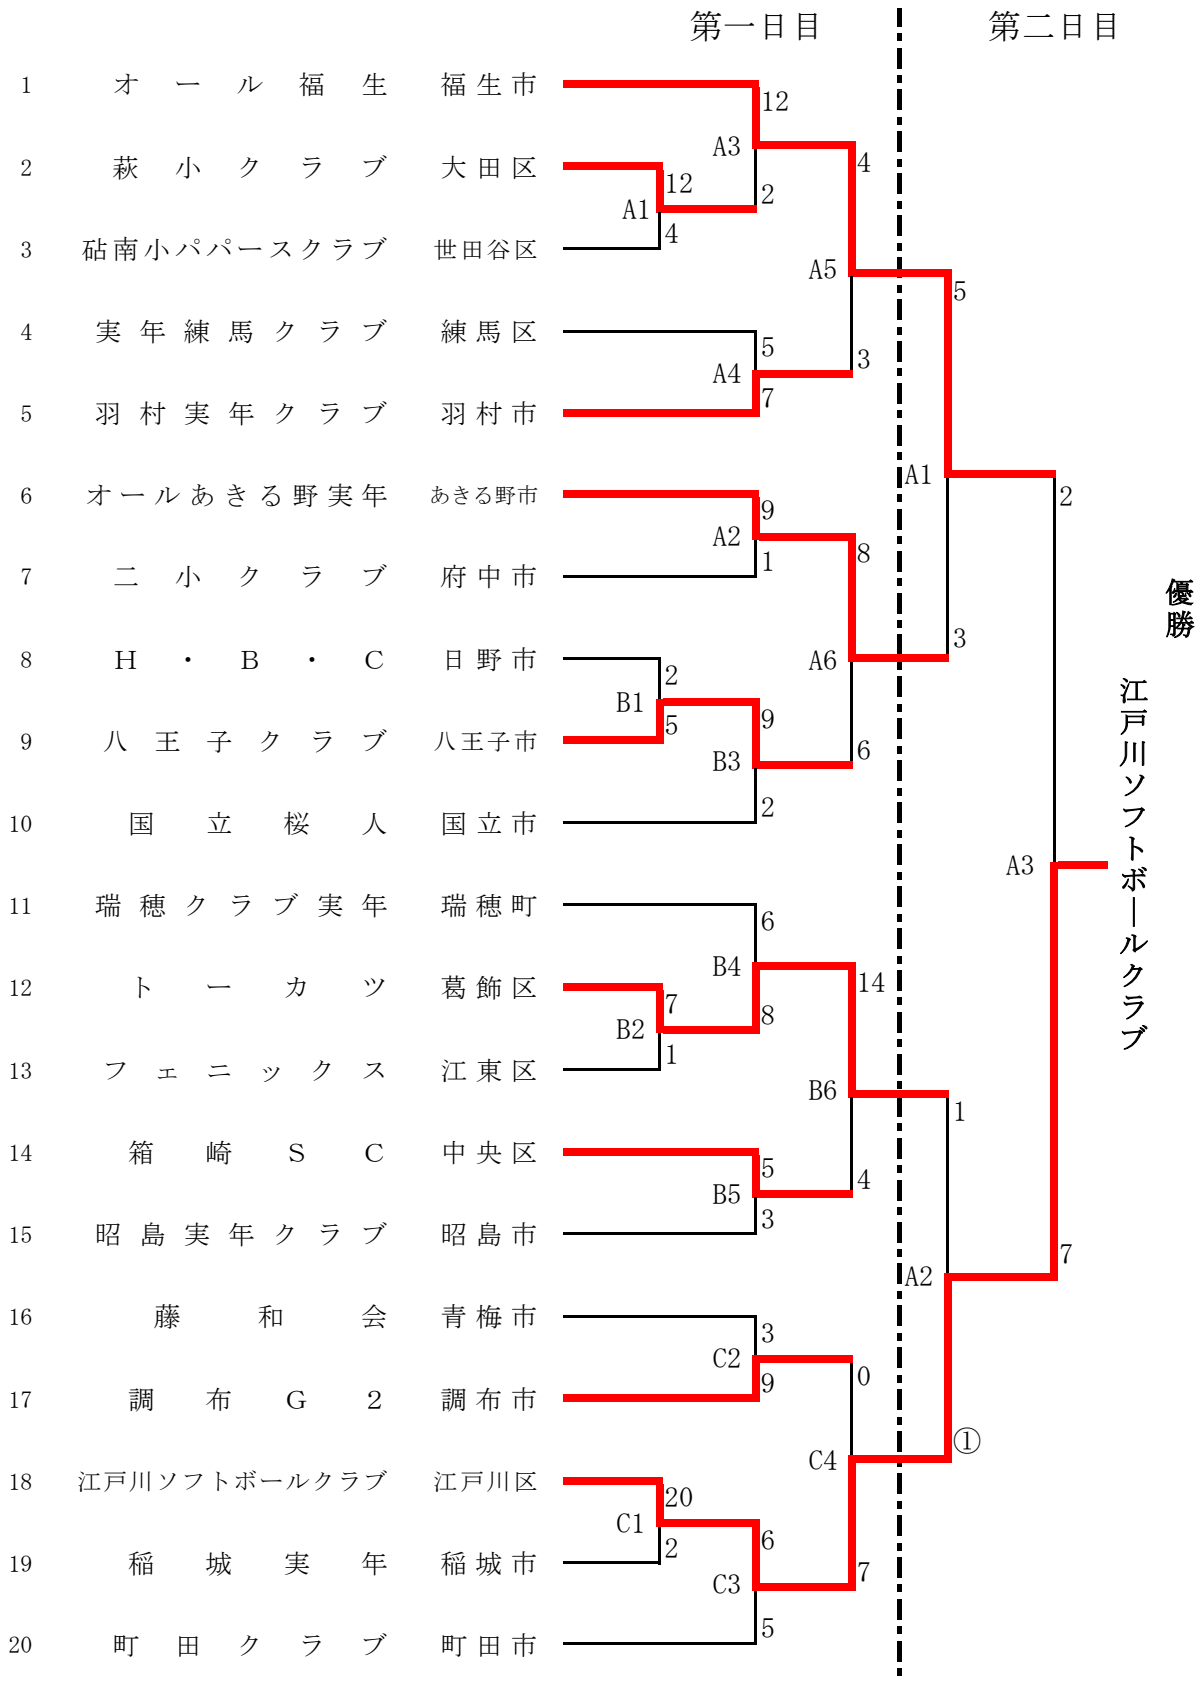 第一日目 第二日目
1 オール福生 福生市
12
A3
4
2 萩小クラブ 大田区
12
2
A1
4
3 砧南小パパースクラブ 世田谷区
A5
5
4 実年練馬クラブ 練馬区
5
3
A4
7
5 羽村実年クラブ 羽村市
A1
2
6 オールあきる野実年 あきる野市
9
A2
8
1
7 二小クラブ 府中市
優勝
3
8 H・B・C 日野市
A6
2
B1
9
5
9 八王子クラブ 八王子市
6
B3
2
10 国立桜人 国立市
A3
江戸川ソフトボールクラブ
11 瑞穂クラブ実年 瑞穂町
6
B4
14
12 トーカツ 葛飾区
7
8
B2
1
13 フェニックス 江東区
B6
1
14 箱崎SC 中央区
5
4
B5
3
15 昭島実年クラブ 昭島市
7
A2
16 藤和会 青梅市
3
C2
0
9
17 調布G2 調布市
①
C4
18 江戸川ソフトボールクラブ 江戸川区
20
C1
6
2
19 稲城実年 稲城市
7
C3
5
20 町田クラブ 町田市